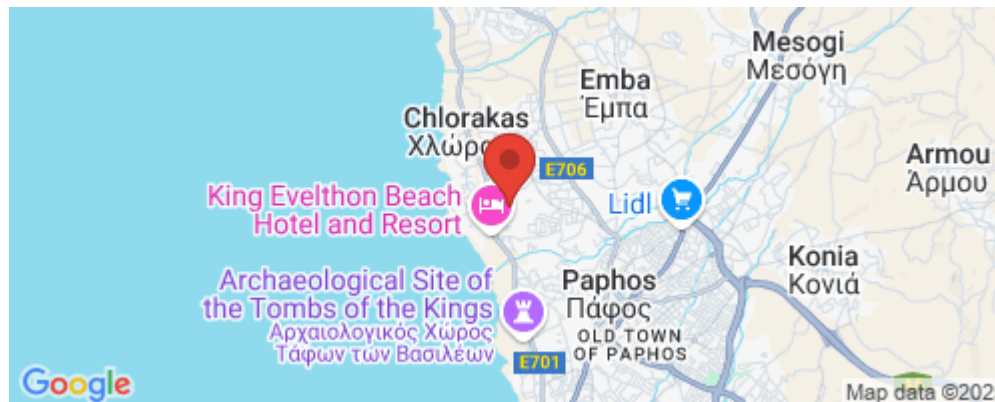 Mesogi
Μεσόγη
Emba
Έμπα
Chlorakas
Armou
Άρμου
E706
King Evelthon Beach
Hotel and Resort
Lidl
Konia
Κονιά
Archaeological Site of
the Tombs of the Kings
Αρχαιολογικός Χώρος
Τάφων των Βασιλέων
Paphos
Πάφος
OLD TOWN
OF PAPHOS
E701
Google
Map data ©202